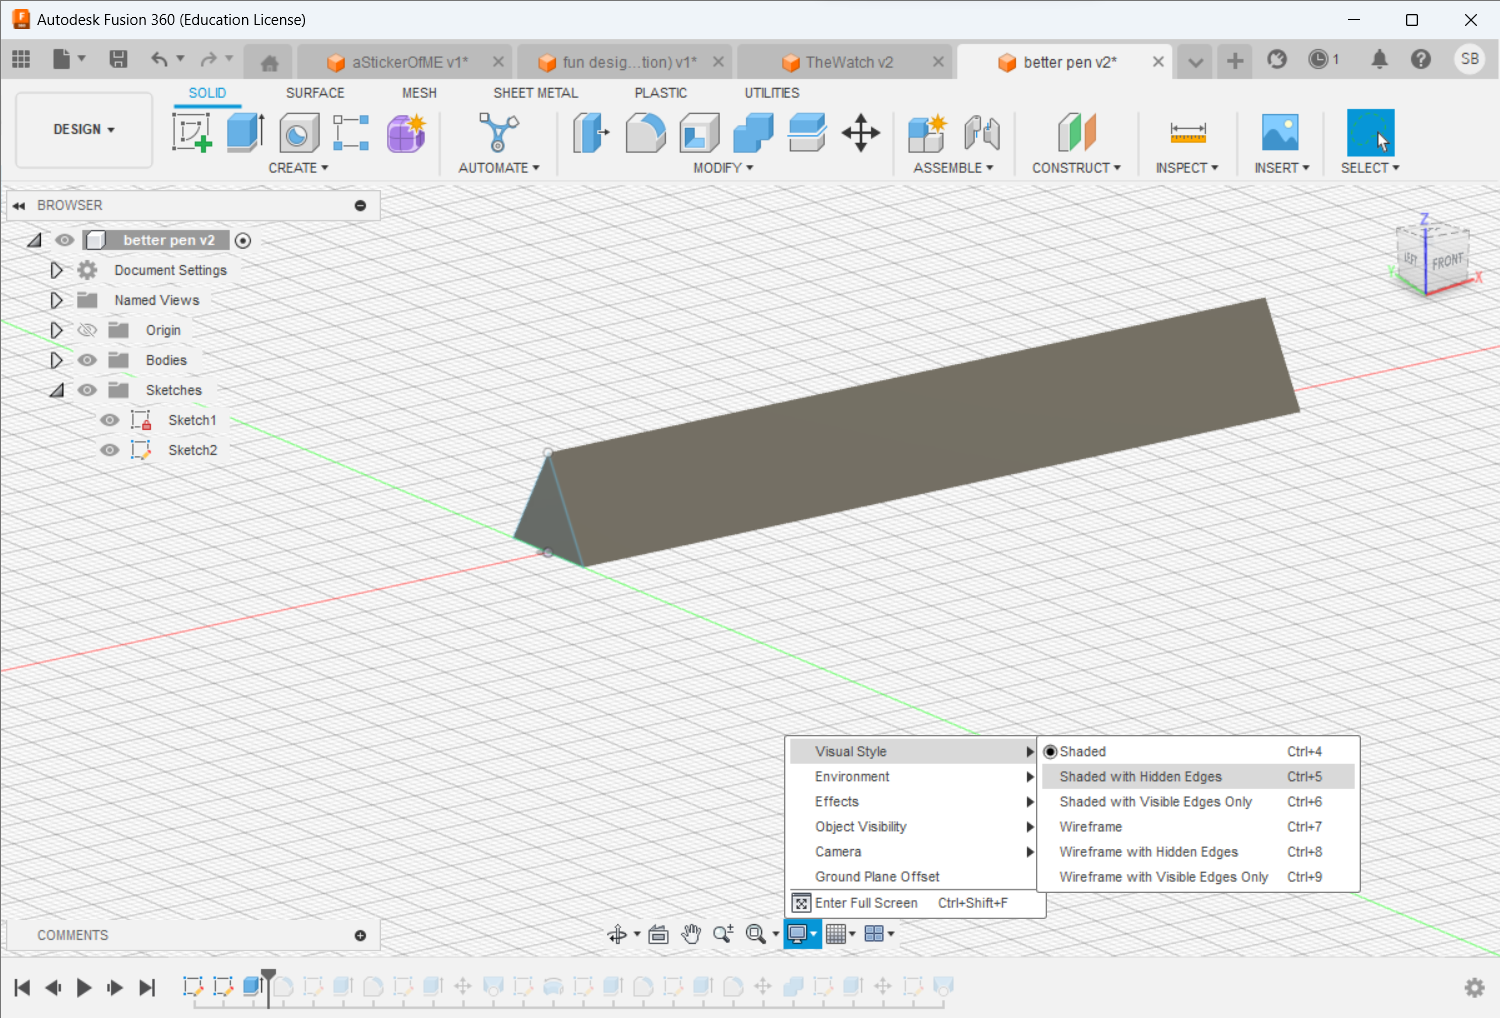 Autodesk Fusion 360 (Education License)
aStickerOfME v1*
fun desig...tion) v1*
TheWatch v2
better pen v2*
1
SB
DESIGN
SOLID
SURFACE
MESH
SHEET METAL
PLASTIC
UTILITIES
CREATE
AUTOMATE
MODIFY
ASSEMBLE
CONSTRUCT
INSPECT
INSERT
SELECT
BROWSER
better pen v2
Document Settings
Named Views
Origin
Bodies
Sketches
Sketch1
Sketch2
Z
LEFT
FRONT
Y
X
Visual Style
Environment
Effects
Object Visibility
Camera
Ground Plane Offset
Enter Full Screen Ctrl+Shift+F
Shaded Ctrl+4
Shaded with Hidden Edges Ctrl+5
Shaded with Visible Edges Only Ctrl+6
Wireframe Ctrl+7
Wireframe with Hidden Edges Ctrl+8
Wireframe with Visible Edges Only Ctrl+9
COMMENTS